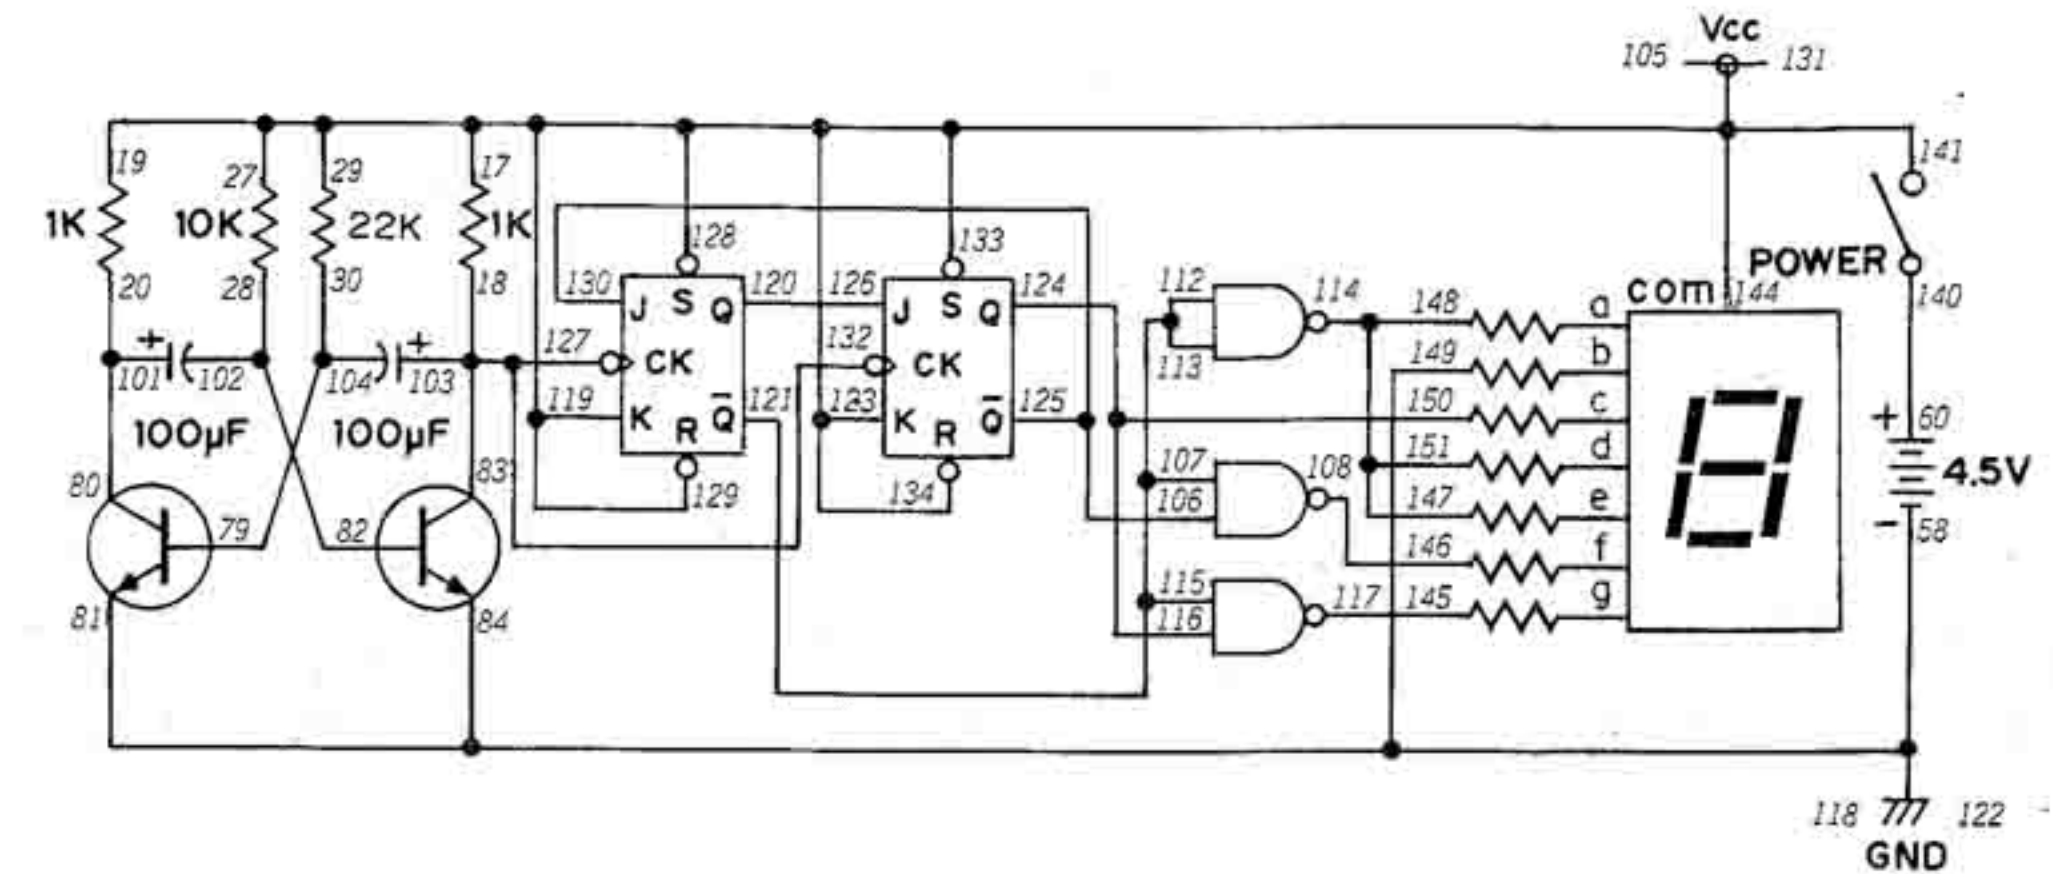 Vcc
105 131
19 27 29 17 141
1K 10K 22K 1K
20 28 30 18
128 133
POWER
140
130 J S Q 120 126 J S Q 124
112 114 148 a com 144
127 CK 132 CK
113 149 b
101 + 102 104 + 103
119 K R Q̅ 121 123 K R Q̅ 125
150 c + 60
100µF 100µF
151 d 4.5V
80 83 129 134 107 108
106 147 e - 58
79 82
146 f
81 84
115 117 145 g
116
118 122
GND